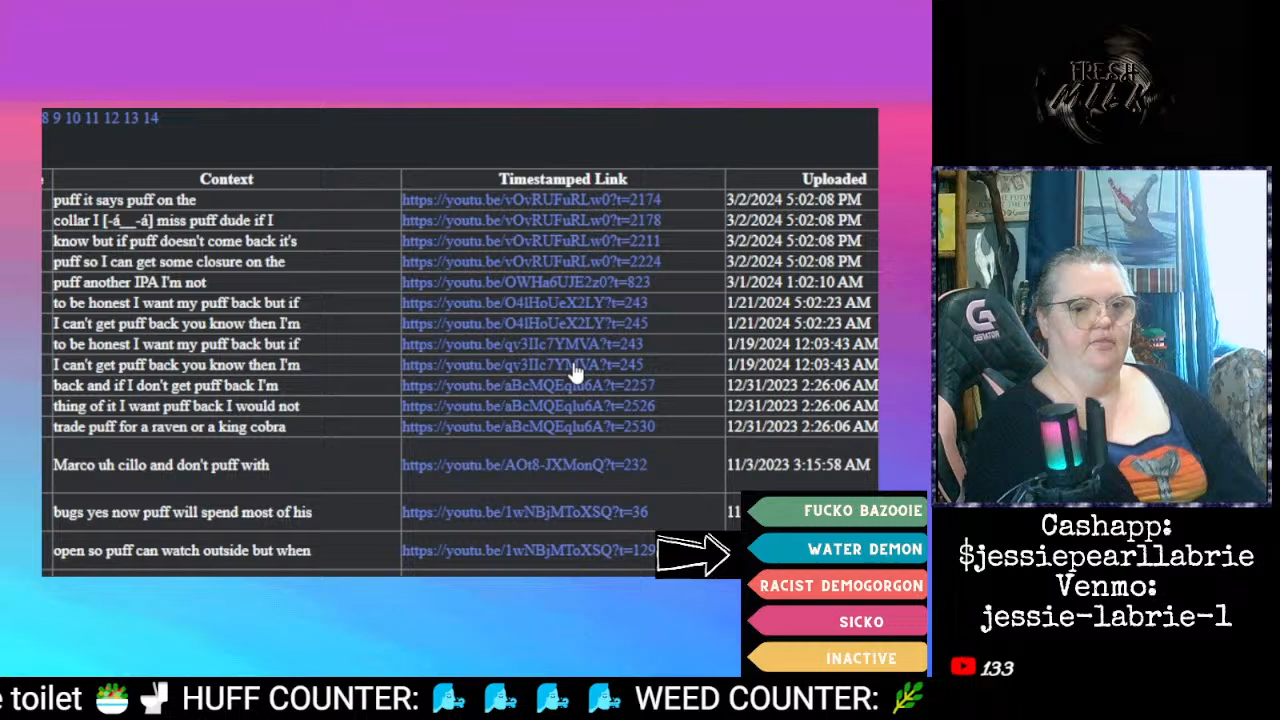 8 9 10 11 12 13 14
Context Timestamped Link Uploaded
puff it says puff on the https://youtu.be/vOvRUFuRLw0?t=2174 3/2/2024 5:02:08 PM
collar I [-á__-á] miss puff dude if I https://youtu.be/vOvRUFuRLw0?t=2178 3/2/2024 5:02:08 PM
know but if puff doesn't come back it's https://youtu.be/vOvRUFuRLw0?t=2211 3/2/2024 5:02:08 PM
puff so I can get some closure on the https://youtu.be/vOvRUFuRLw0?t=2224 3/2/2024 5:02:08 PM
puff another IPA I'm not https://youtu.be/OWHa6UJE2z0?t=823 3/1/2024 1:02:10 AM
to be honest I want my puff back but if https://youtu.be/O4lHoUeX2LY?t=243 1/21/2024 5:02:23 AM
I can't get puff back you know then I'm https://youtu.be/O4lHoUeX2LY?t=245 1/21/2024 5:02:23 AM
to be honest I want my puff back but if https://youtu.be/qv3IIc7YMVA?t=243 1/19/2024 12:03:43 AM
I can't get puff back you know then I'm https://youtu.be/qv3IIc7YMVA?t=245 1/19/2024 12:03:43 AM
back and if I don't get puff back I'm https://youtu.be/aBcMQEqlu6A?t=2257 12/31/2023 2:26:06 AM
thing of it I want puff back I would not https://youtu.be/aBcMQEqlu6A?t=2526 12/31/2023 2:26:06 AM
trade puff for a raven or a king cobra https://youtu.be/aBcMQEqlu6A?t=2530 12/31/2023 2:26:06 AM
Marco uh cillo and don't puff with https://youtu.be/AOt8-JXMonQ?t=232 11/3/2023 3:15:58 AM
bugs yes now puff will spend most of his https://youtu.be/1wNBjMToXSQ?t=36 11
open so puff can watch outside but when https://youtu.be/1wNBjMToXSQ?t=129
FUCKO BAZOOIE
WATER DEMON
RACIST DEMOGORGON
SICKO
INACTIVE
FRESH
MILK
Cashapp:
$jessiepearllabrie
Venmo:
jessie-labrie-1
133
e toilet HUFF COUNTER: WEED COUNTER: